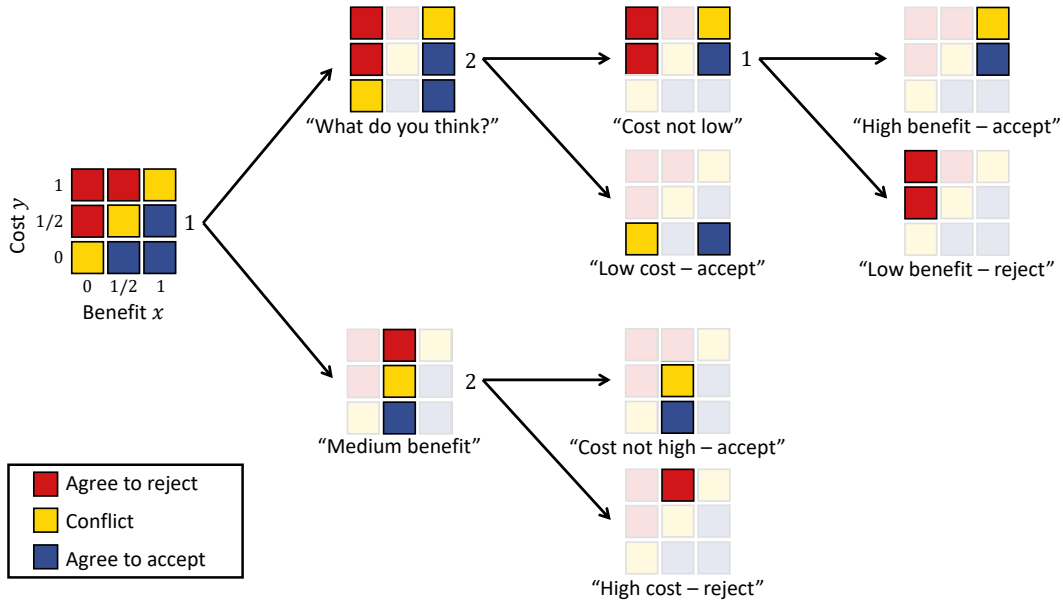 2
1
“What do you think?”
“Cost not low”
“High benefit – accept”
Cost y
1
1/2
0
1
0 1/2 1
Benefit x
“Low cost – accept”
“Low benefit – reject”
2
“Medium benefit”
“Cost not high – accept”
Agree to reject
Conflict
Agree to accept
“High cost – reject”